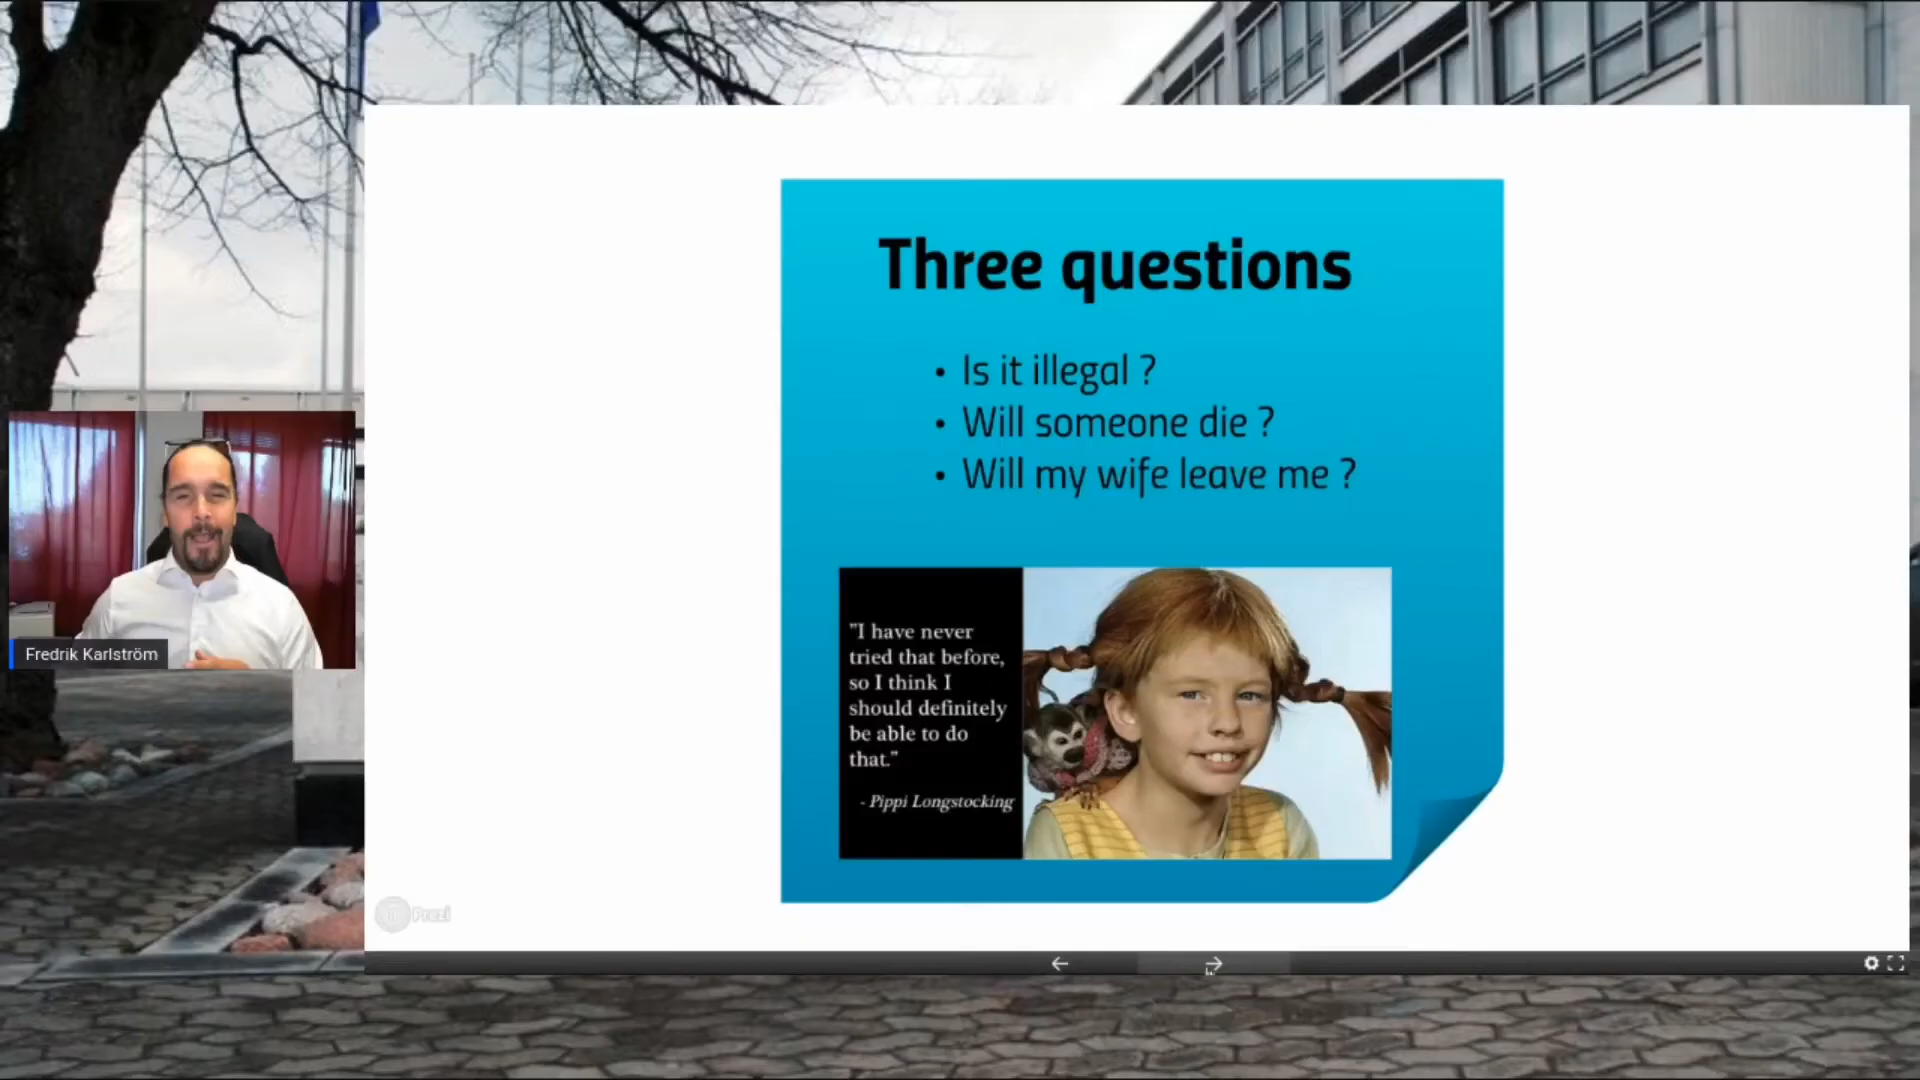 Three questions
• Is it illegal ?
• Will someone die ?
• Will my wife leave me ?
"I have never
tried that before,
so I think I
should definitely
be able to do
that."
- Pippi Longstocking
Fredrik Karlström
Prezi